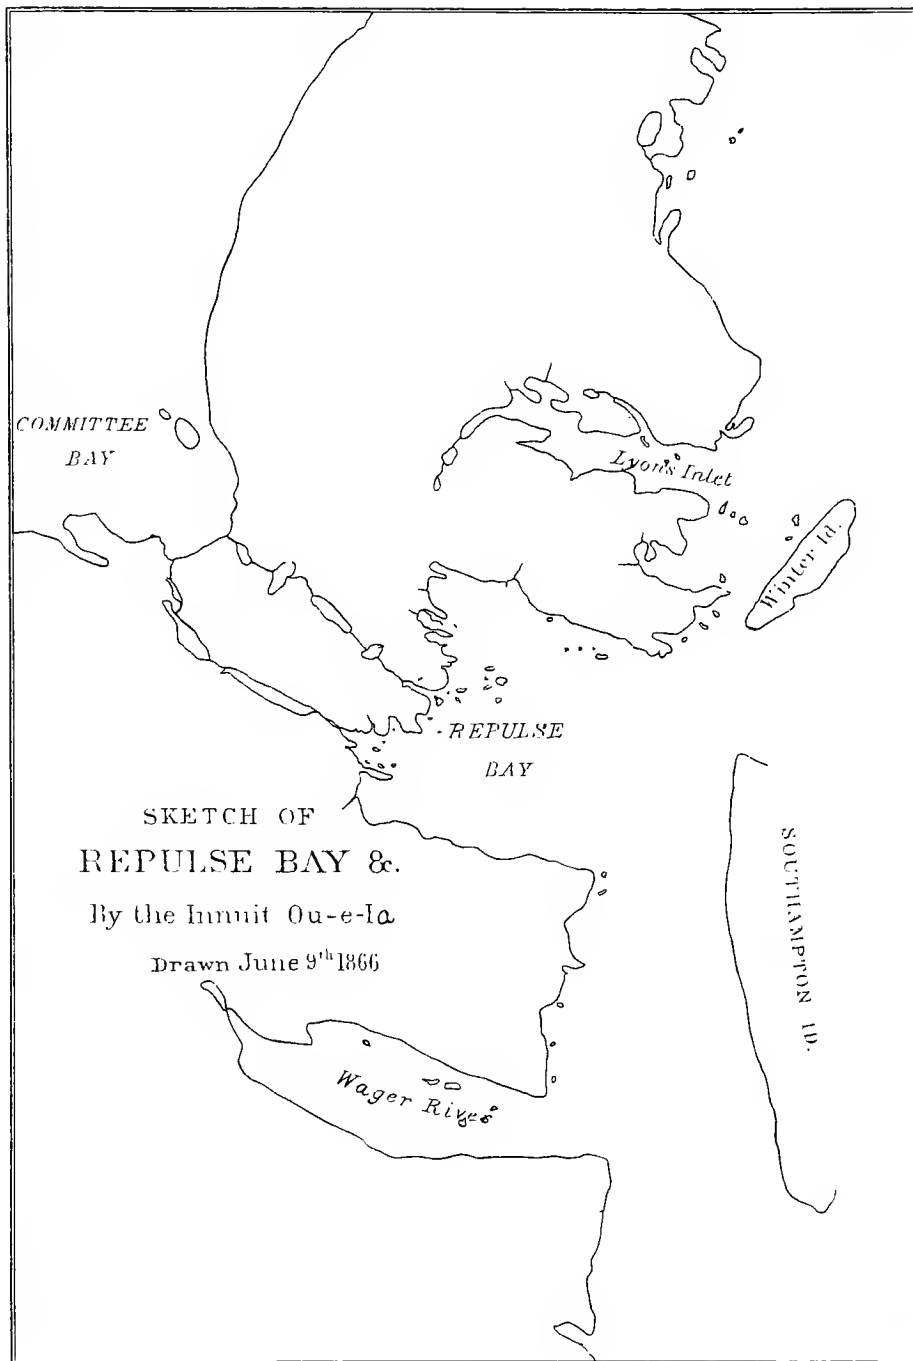 COMMITTEE
BAY
Lyon's Inlet
Winter Id.
REPULSE
BAY
SKETCH OF
REPULSE BAY &c.
By the Innuit Ou-e-la
Drawn June 9th 1866
SOUTHAMPTON ID.
Wager River